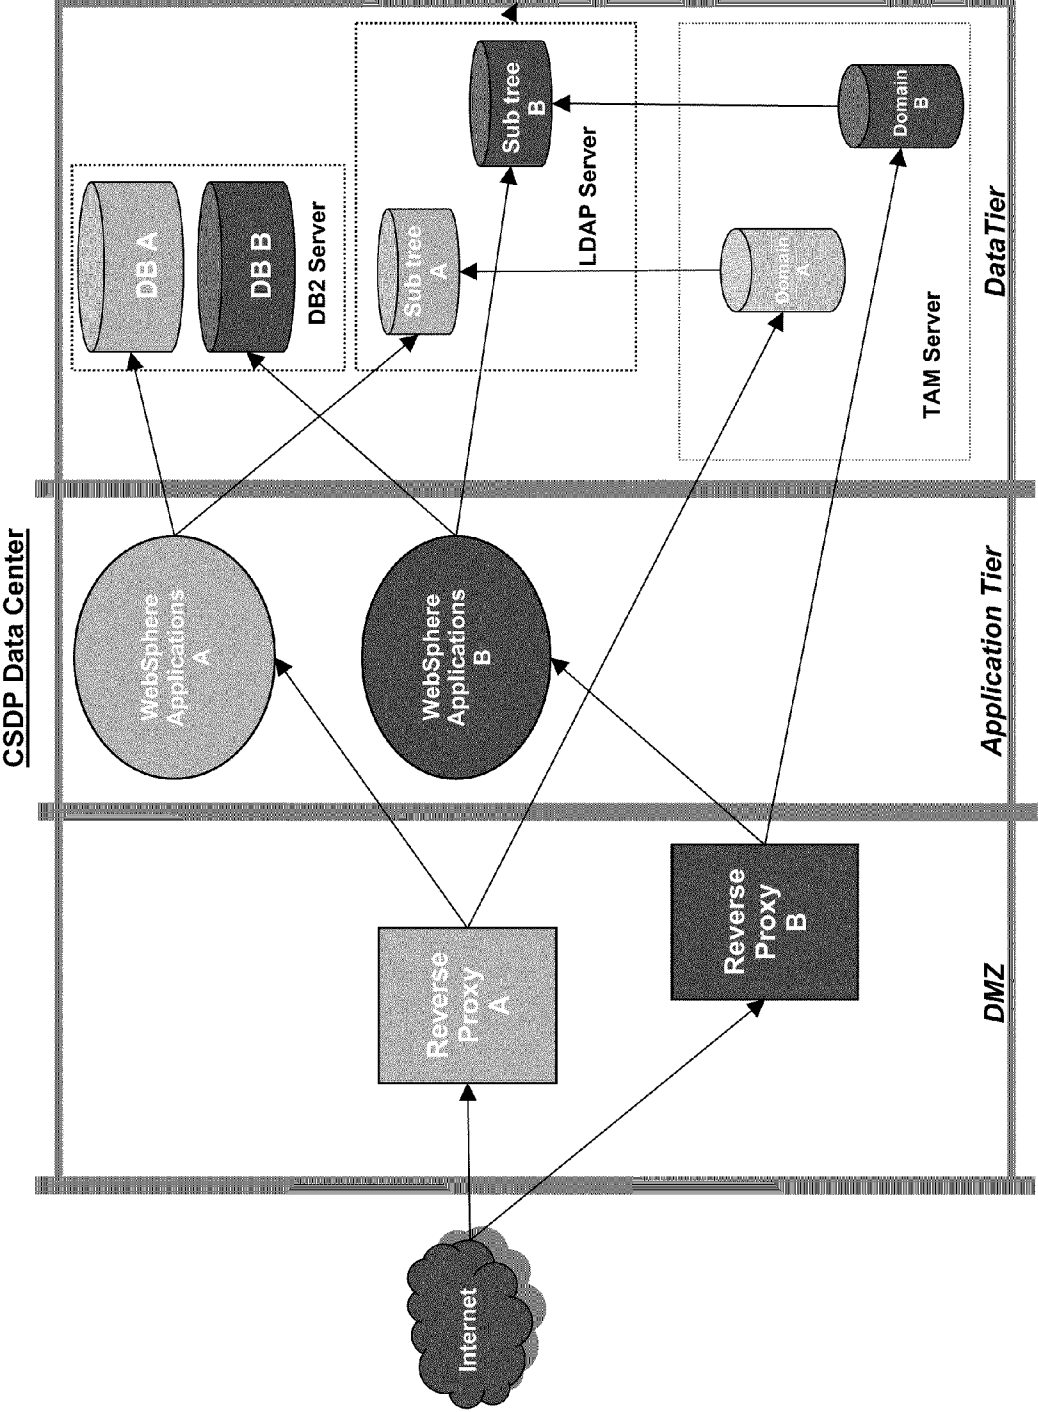 CSDP Data Center
Internet
Reverse
Proxy
A
Reverse
Proxy
B
DMZ
WebSphere
Applications
A
WebSphere
Applications
B
Application Tier
DB A
DB B
DB2 Server
Sub tree
A
Sub tree
B
LDAP Server
Domain
A
Domain
B
TAM Server
DataTier